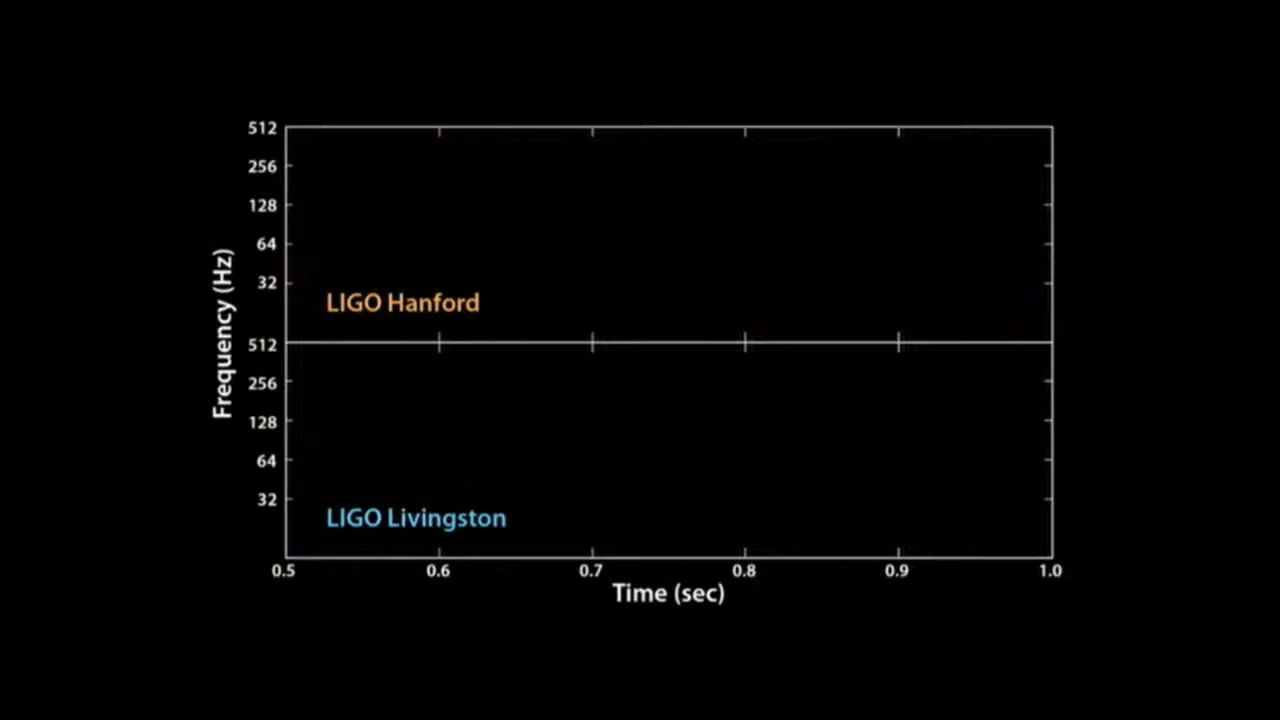 512
256
128
64
32
LIGO Hanford
Frequency (Hz)
512
256
128
64
32
LIGO Livingston
0.5 0.6 0.7 0.8 0.9 1.0
Time (sec)